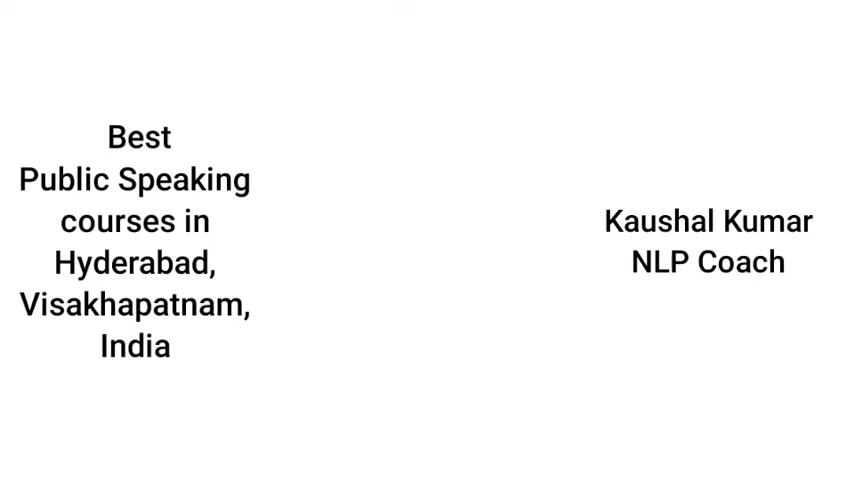 Best
Public Speaking
courses in
Hyderabad,
Visakhapatnam,
India
Kaushal Kumar
NLP Coach